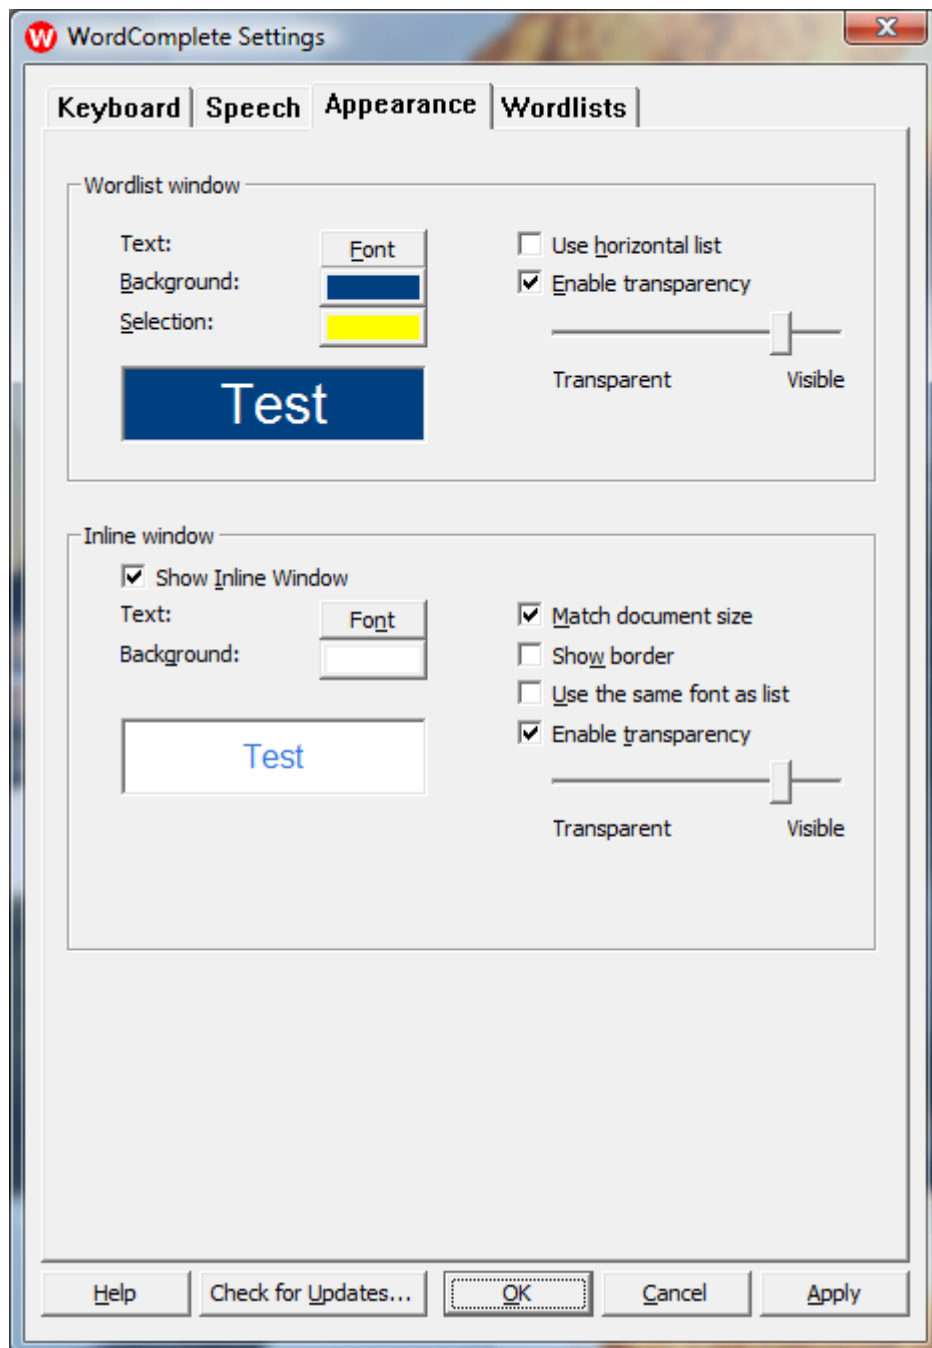 W WordComplete Settings
Keyboard Speech Appearance Wordlists
Wordlist window
Text: Font
Background:
Selection:
Test
Use horizontal list
Enable transparency
Transparent Visible
Inline window
Show Inline Window
Text: Font
Background:
Test
Match document size
Show border
Use the same font as list
Enable transparency
Transparent Visible
Help Check for Updates... OK Cancel Apply